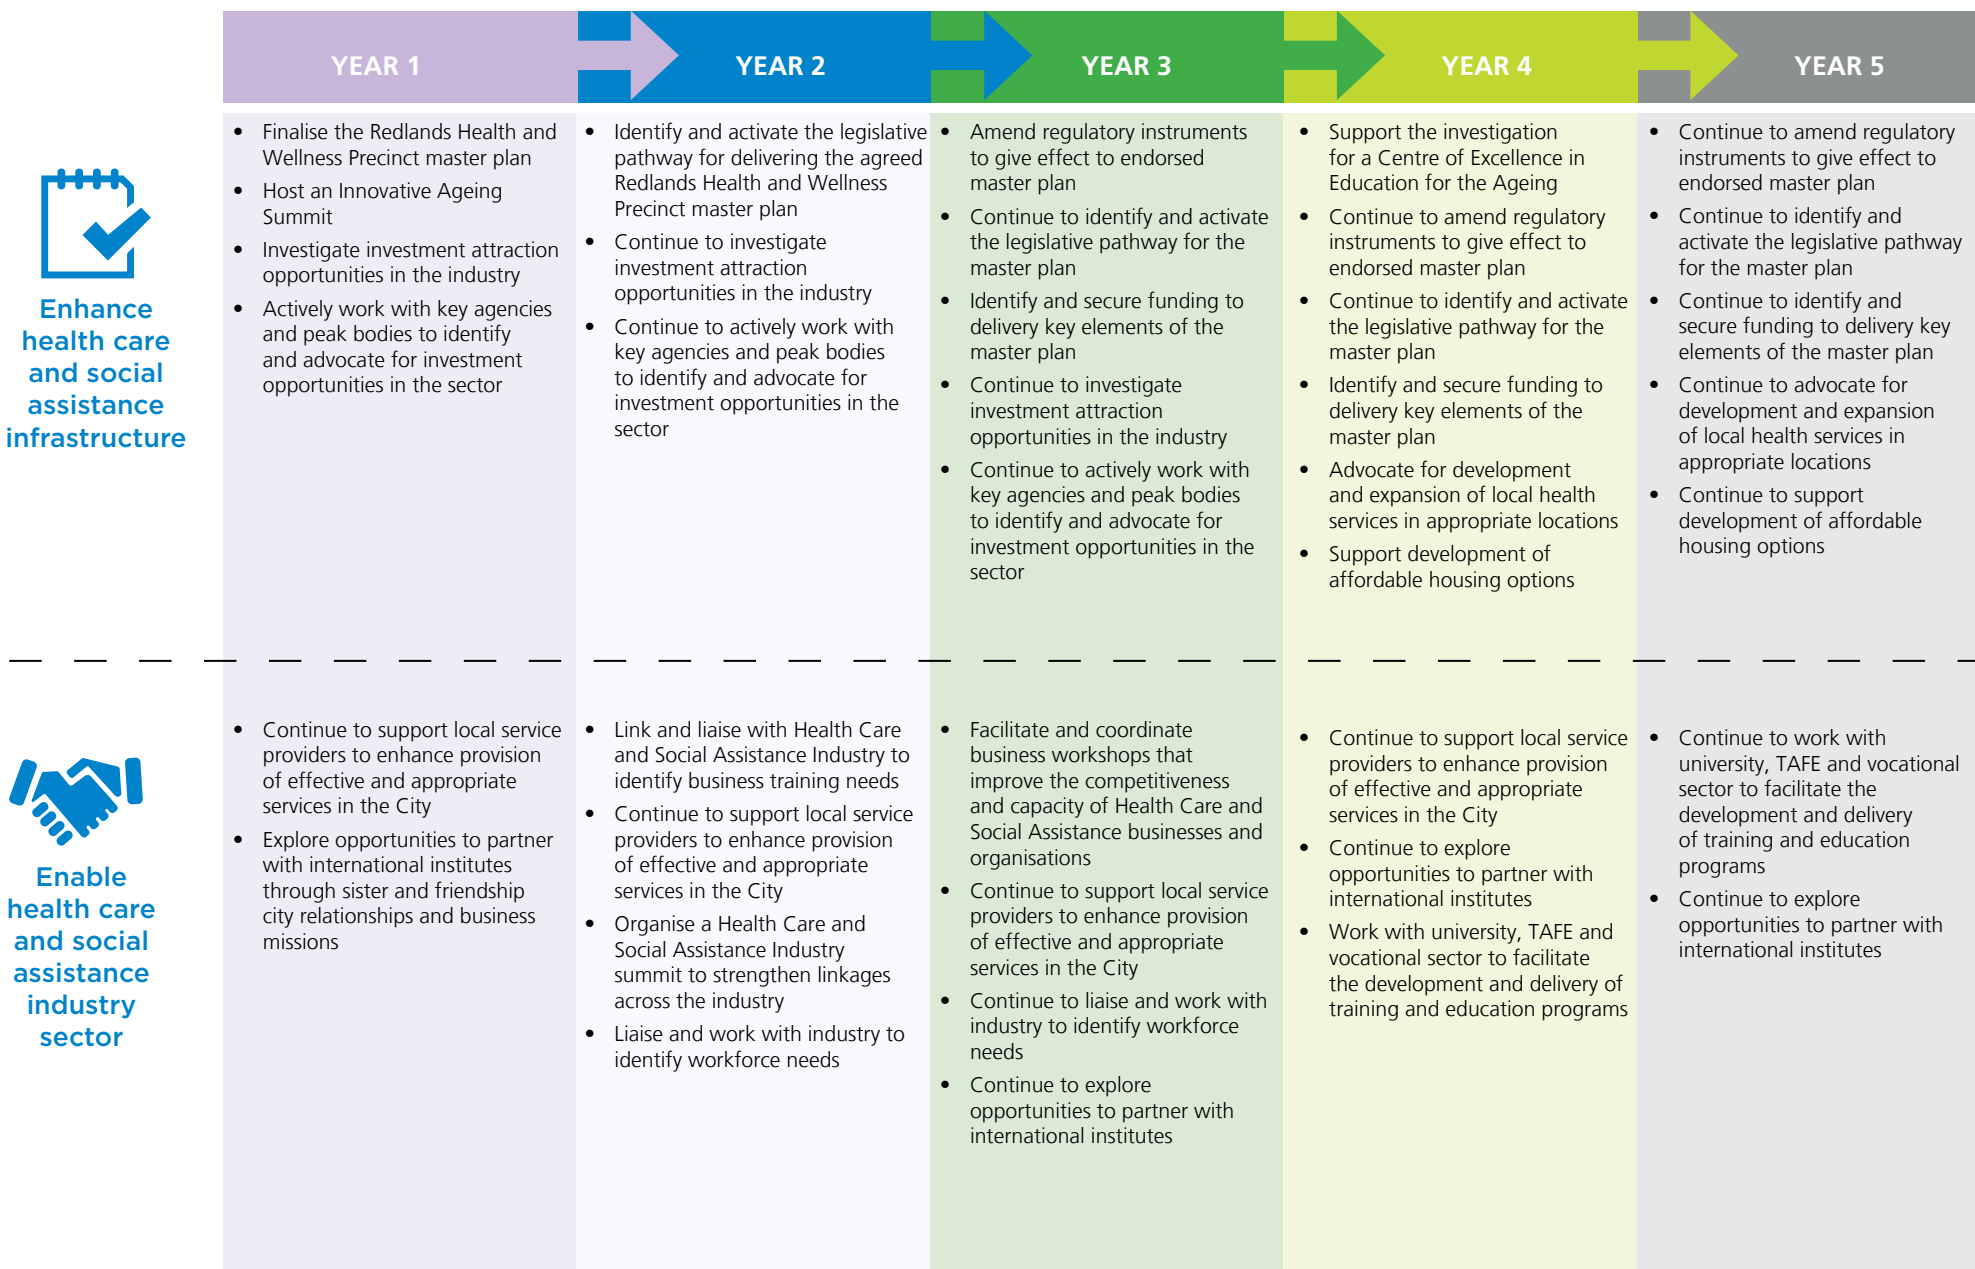 YEAR 1
YEAR 2
YEAR 3
YEAR 4
YEAR 5
Enhance
health care
and social
assistance
infrastructure
• Finalise the Redlands Health and
Wellness Precinct master plan
• Host an Innovative Ageing
Summit
• Investigate investment attraction
opportunities in the industry
• Actively work with key agencies
and peak bodies to identify
and advocate for investment
opportunities in the sector
• Identify and activate the legislative
pathway for delivering the agreed
Redlands Health and Wellness
Precinct master plan
• Continue to investigate
investment attraction
opportunities in the industry
• Continue to actively work with
key agencies and peak bodies
to identify and advocate for
investment opportunities in the
sector
• Amend regulatory instruments
to give effect to endorsed
master plan
• Continue to identify and activate
the legislative pathway for the
master plan
• Identify and secure funding to
delivery key elements of the
master plan
• Continue to investigate
investment attraction
opportunities in the industry
• Continue to actively work with
key agencies and peak bodies
to identify and advocate for
investment opportunities in the
sector
• Support the investigation
for a Centre of Excellence in
Education for the Ageing
• Continue to amend regulatory
instruments to give effect to
endorsed master plan
• Continue to identify and activate
the legislative pathway for the
master plan
• Identify and secure funding to
delivery key elements of the
master plan
• Advocate for development
and expansion of local health
services in appropriate locations
• Support development of
affordable housing options
• Continue to amend regulatory
instruments to give effect to
endorsed master plan
• Continue to identify and
activate the legislative pathway
for the master plan
• Continue to identify and
secure funding to delivery key
elements of the master plan
• Continue to advocate for
development and expansion
of local health services in
appropriate locations
• Continue to support
development of affordable
housing options
Enable
health care
and social
assistance
industry
sector
• Continue to support local service
providers to enhance provision
of effective and appropriate
services in the City
• Explore opportunities to partner
with international institutes
through sister and friendship
city relationships and business
missions
• Link and liaise with Health Care
and Social Assistance Industry to
identify business training needs
• Continue to support local service
providers to enhance provision
of effective and appropriate
services in the City
• Organise a Health Care and
Social Assistance Industry
summit to strengthen linkages
across the industry
• Liaise and work with industry to
identify workforce needs
• Facilitate and coordinate
business workshops that
improve the competitiveness
and capacity of Health Care and
Social Assistance businesses and
organisations
• Continue to support local service
providers to enhance provision
of effective and appropriate
services in the City
• Continue to liaise and work with
industry to identify workforce
needs
• Continue to explore
opportunities to partner with
international institutes
• Continue to support local service
providers to enhance provision
of effective and appropriate
services in the City
• Continue to explore
opportunities to partner with
international institutes
• Work with university, TAFE and
vocational sector to facilitate
the development and delivery of
training and education programs
• Continue to work with
university, TAFE and vocational
sector to facilitate the
development and delivery
of training and education
programs
• Continue to explore
opportunities to partner with
international institutes